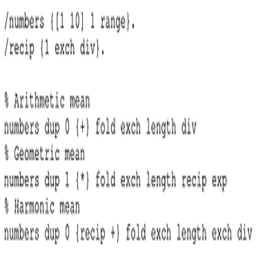 /numbers {[1 10] 1 range}.
/recip {1 exch div}.
% Arithmetic mean
numbers dup 0 {+} fold exch length div
% Geometric mean
numbers dup 1 {*} fold exch length recip exp
% Harmonic mean
numbers dup 0 {recip +} fold exch length exch div